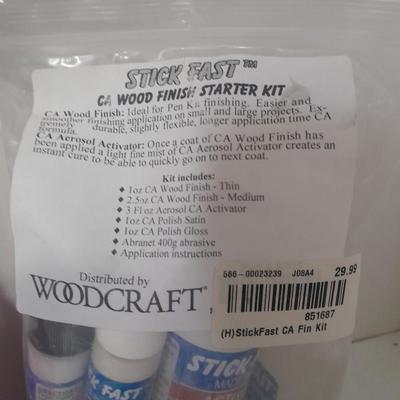 STICK FAST™
CA WOOD FINISH STARTER KIT
CA Wood Finish: Ideal for Pen Kit finishing. Easier and
smoother finishing application on small and large projects. Ex-
tremely durable, slightly flexible, longer application time CA
formula.
CA Aerosol Activator: Once a coat of CA Wood Finish has
been applied a light fine mist of CA Aerosol Activator creates an
instant cure to be able to quickly go on to next coat.
Kit includes:
♦ 1oz CA Wood Finish - Thin
♦ 2.5oz CA Wood Finish - Medium
♦ 3 Fl oz Aerosol CA Activator
♦ 1oz CA Polish Satin
♦ 1oz CA Polish Gloss
♦ Abranet 400g abrasive
♦ Application instructions
Distributed by
WOODCRAFT®
566-00023239 J08A4 29.99
851687
(H)StickFast CA Fin Kit
STICK FAST
STICK